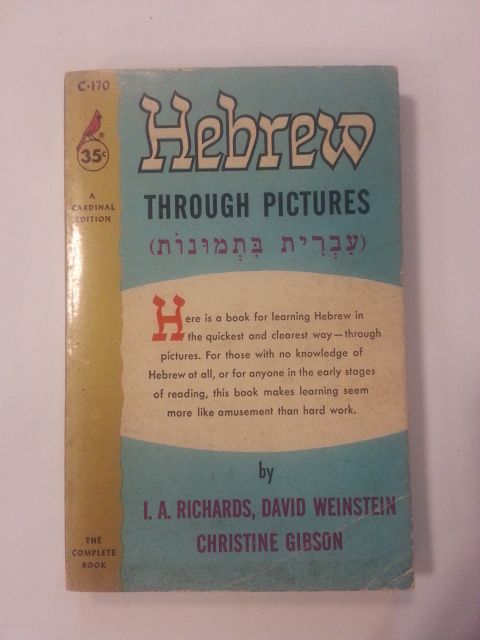 C·170
35¢
A
CARDINAL
EDITION
Hebrew
THROUGH PICTURES
(עִבְרִית בִּתְמוּנוֹת)
Here is a book for learning Hebrew in
the quickest and clearest way—through
pictures. For those with no knowledge of
Hebrew at all, or for anyone in the early stages
of reading, this book makes learning seem
more like amusement than hard work.
by
I. A. RICHARDS, DAVID WEINSTEIN
CHRISTINE GIBSON
THE
COMPLETE
BOOK